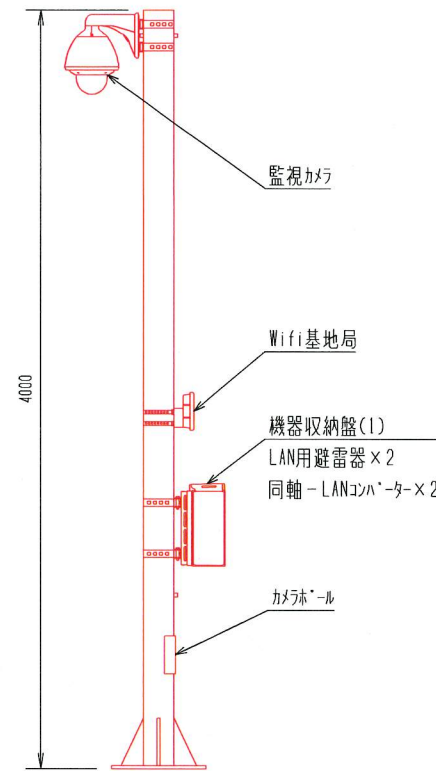 監視ｶﾒﾗ
Wifi基地局
4000
機器収納盤(1)
LAN用避雷器×2
同軸－LANｺﾝﾊﾞｰﾀｰ×2
ｶﾒﾗﾎﾟｰﾙ